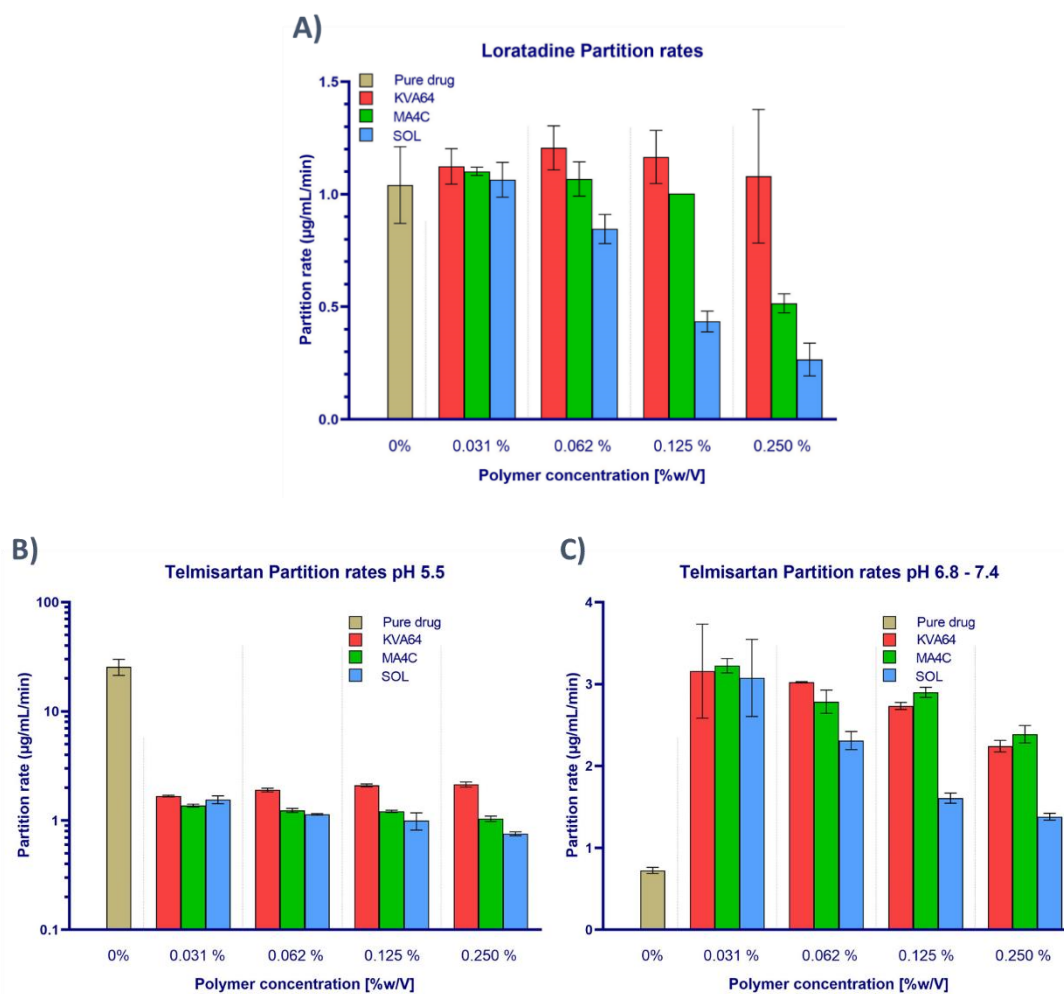 A)
Loratadine Partition rates
Pure drug
KVA64
MA4C
SOL
Partition rate (µg/mL/min)
1.5
1.0
0.5
0.0
0% 0.031 % 0.062 % 0.125 % 0.250 %
Polymer concentration [%w/V]
B)
Telmisartan Partition rates pH 5.5
Pure drug
KVA64
MA4C
SOL
Partition rate (µg/mL/min)
100
10
1
0.1
0% 0.031 % 0.062 % 0.125 % 0.250 %
Polymer concentration [%w/V]
C)
Telmisartan Partition rates pH 6.8 - 7.4
Pure drug
KVA64
MA4C
SOL
Partition rate (µg/mL/min)
4
3
2
1
0
0% 0.031 % 0.062 % 0.125 % 0.250 %
Polymer concentration [%w/V]